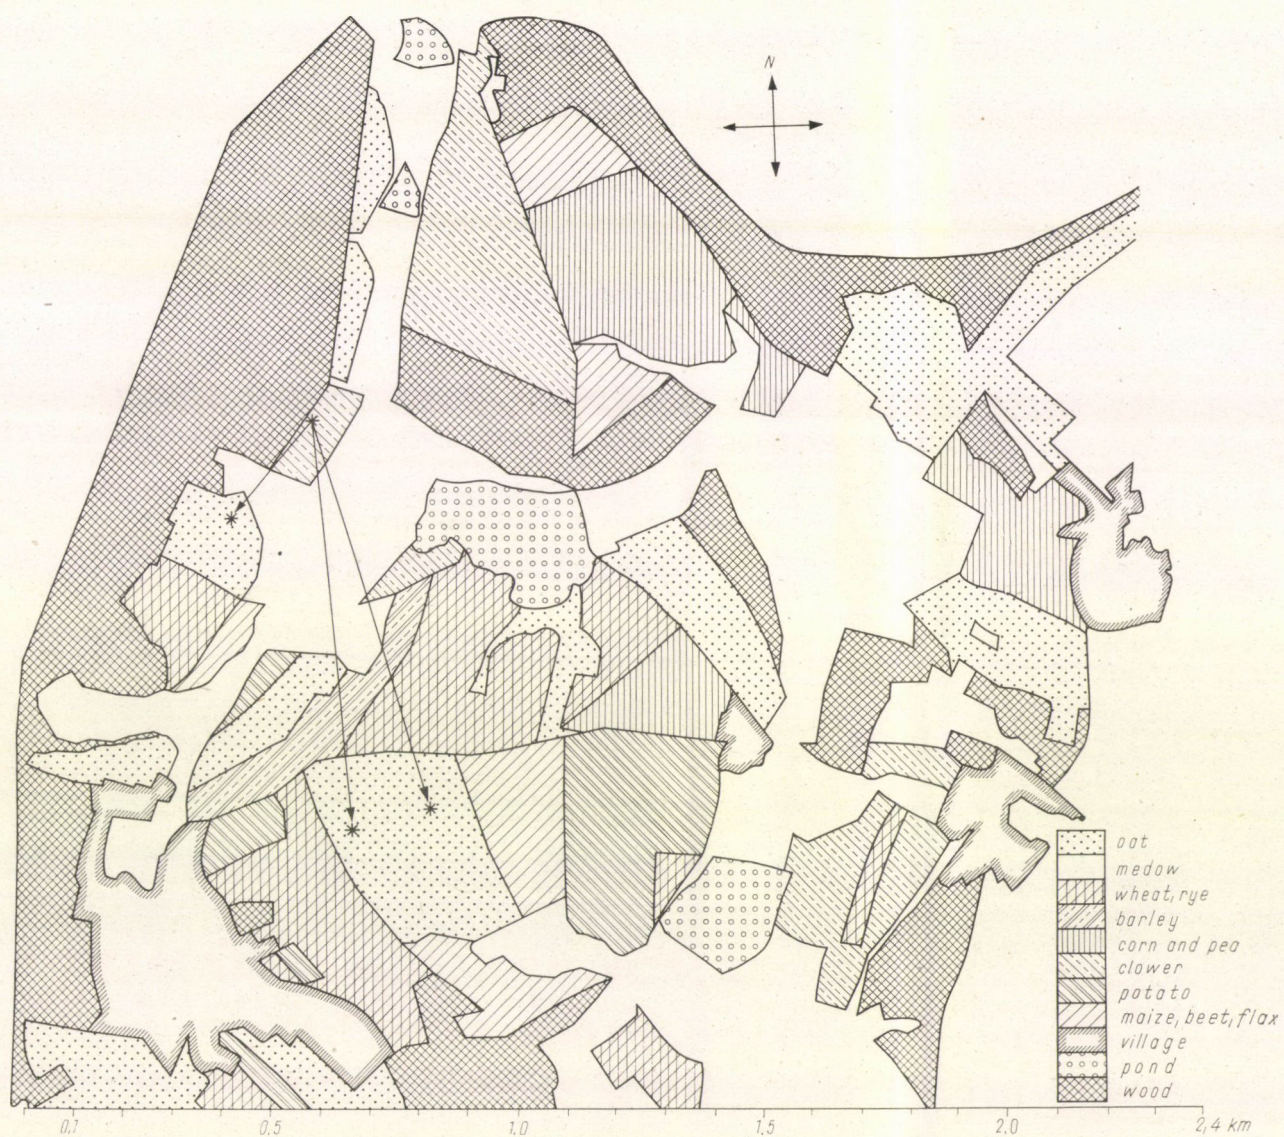 N
oat
medow
wheat, rye
barley
corn and pea
clower
potato
maize, beet, flax
village
pond
wood
0,1 0,5 1,0 1,5 2,0 2,4 km